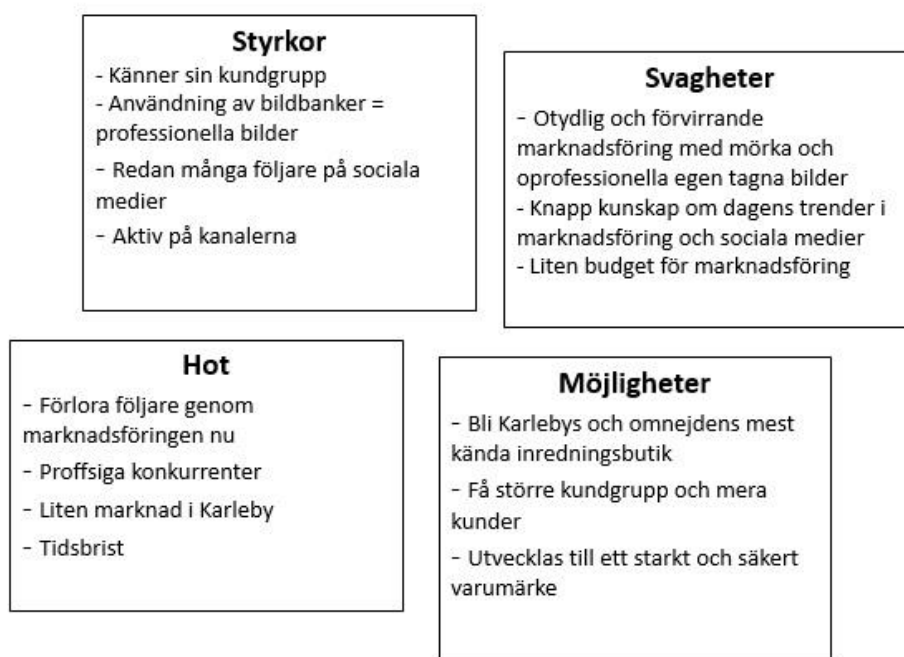 Styrkor
- Känner sin kundgrupp
- Användning av bildbanker =
professionella bilder
- Redan många följare på sociala
medier
- Aktiv på kanalerna
Svagheter
- Otydlig och förvirrande
marknadsföring med mörka och
oprofessionella egen tagna bilder
- Knapp kunskap om dagens trender i
marknadsföring och sociala medier
- Liten budget för marknadsföring
Hot
- Förlora följare genom
marknadsföringen nu
- Proffsiga konkurrenter
- Liten marknad i Karleby
- Tidsbrist
Möjligheter
- Bli Karlebys och omnejdens mest
kända inredningsbutik
- Få större kundgrupp och mera
kunder
- Utvecklas till ett starkt och säkert
varumärke